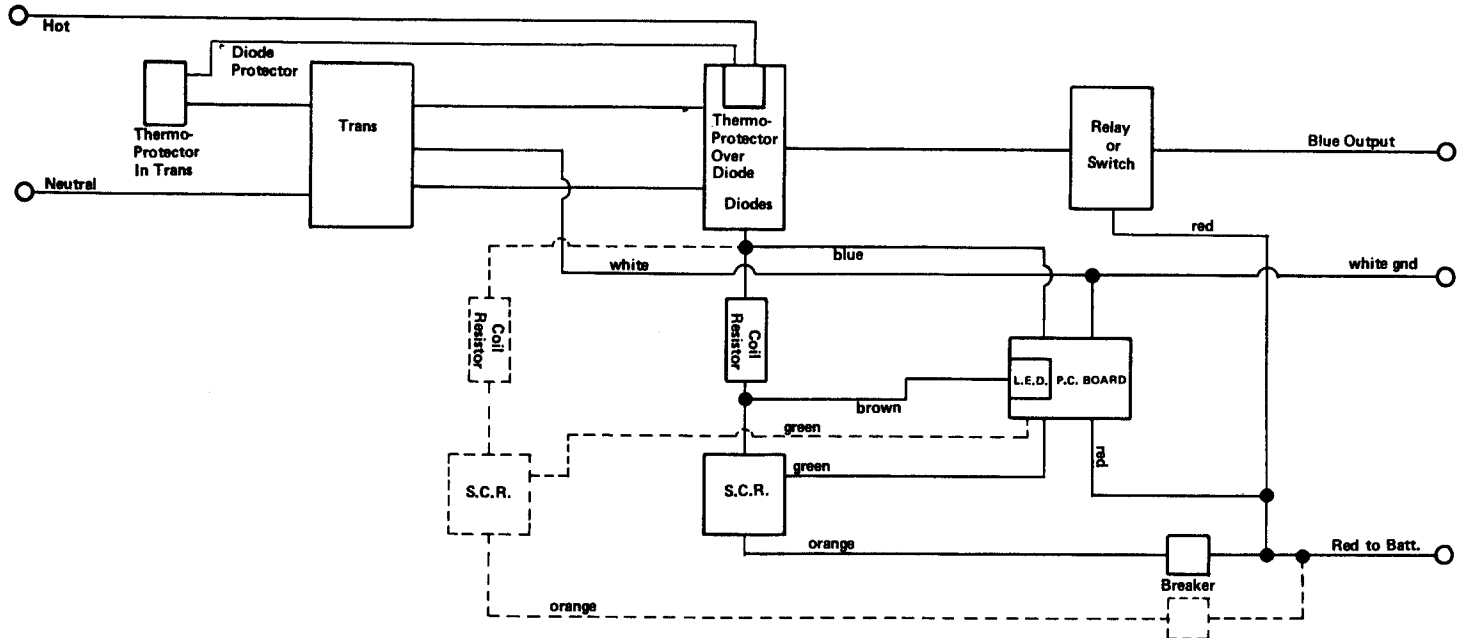 Hot
Diode
Protector
Thermo-
Protector
In Trans
Trans
Neutral
Thermo-
Protector
Over
Diode
Diodes
Relay
or
Switch
Blue Output
red
blue
white
white gnd
Coil
Resistor
Coil
Resistor
L.E.D.
P.C. BOARD
brown
green
green
red
S.C.R.
S.C.R.
orange
Red to Batt.
Breaker
orange